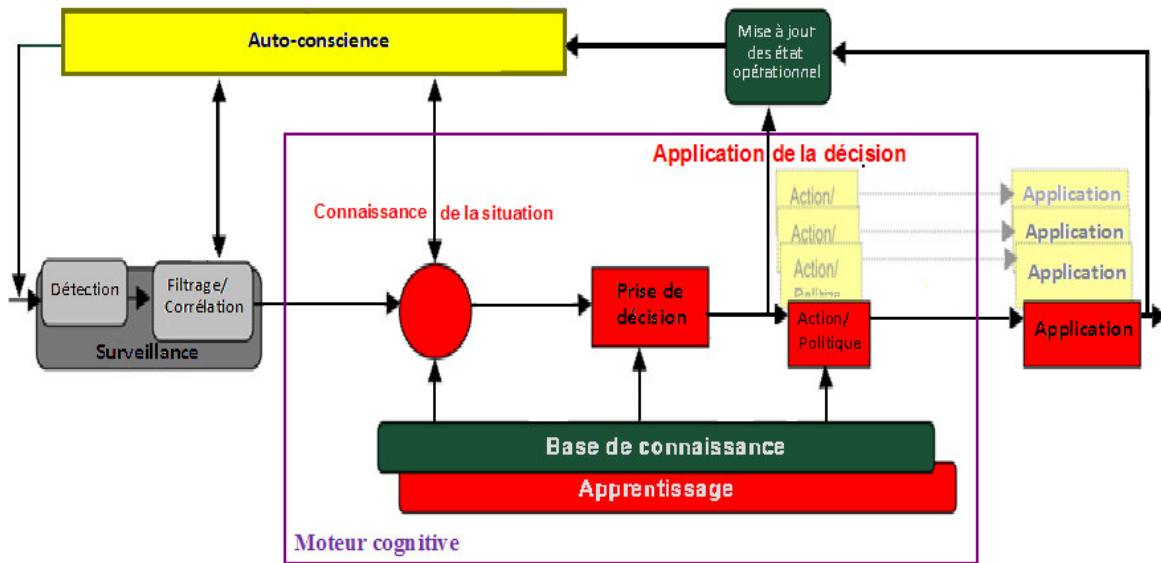 Auto-conscience
Mise à jour
des état
opérationnel
Application de la décision
Connaissance de la situation
Action/
Application
Action/
Application
Action/
Application
Détection
Filtrage/
Corrélation
Surveillance
Prise de
décision
Action/
Politique
Application
Base de connaissance
Apprentissage
Moteur cognitive